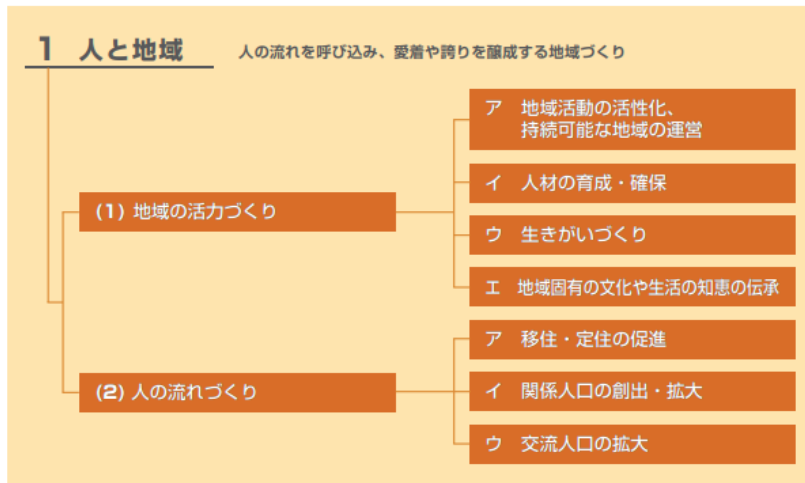 1 人と地域 人の流れを呼び込み、愛着や誇りを醸成する地域づくり
(1) 地域の活力づくり
ア 地域活動の活性化、
持続可能な地域の運営
イ 人材の育成・確保
ウ 生きがいづくり
エ 地域固有の文化や生活の知恵の伝承
(2) 人の流れづくり
ア 移住・定住の促進
イ 関係人口の創出・拡大
ウ 交流人口の拡大